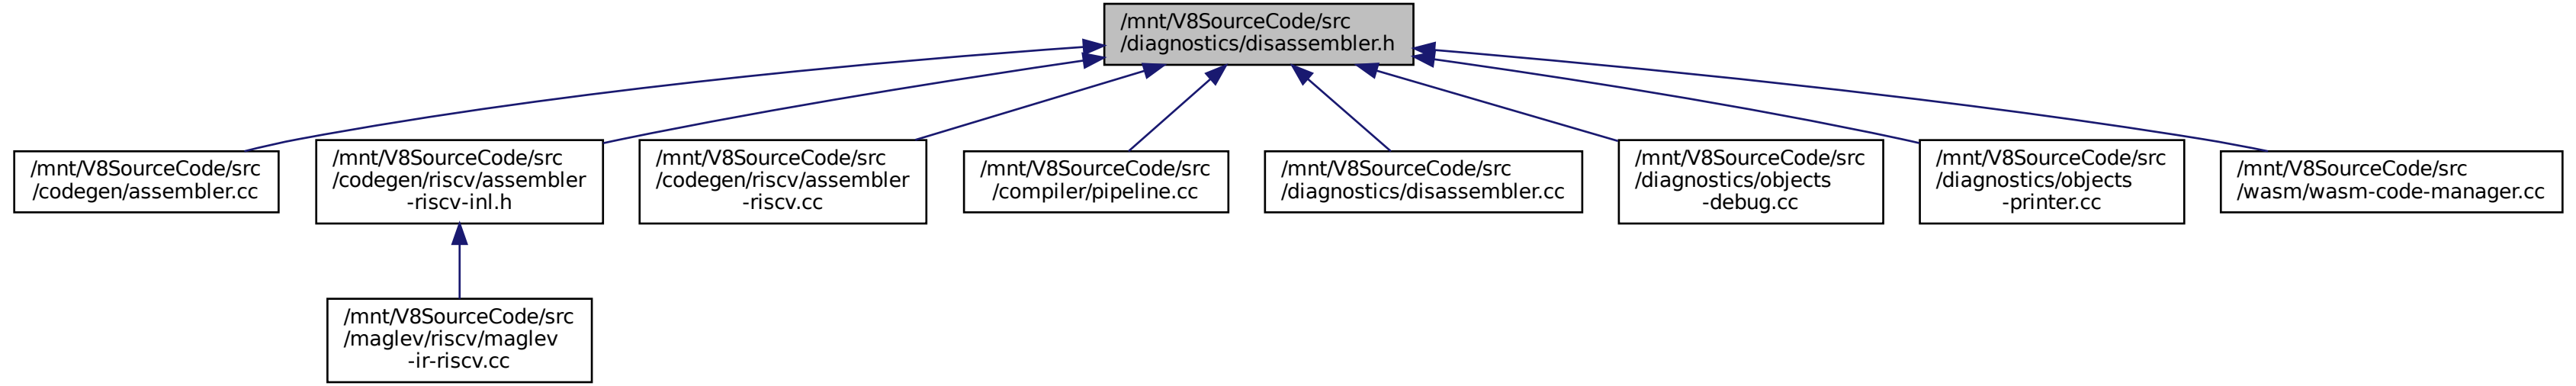 /mnt/V8SourceCode/src
/diagnostics/disassembler.h
/mnt/V8SourceCode/src
/codegen/assembler.cc
/mnt/V8SourceCode/src
/codegen/riscv/assembler
-riscv-inl.h
/mnt/V8SourceCode/src
/codegen/riscv/assembler
-riscv.cc
/mnt/V8SourceCode/src
/compiler/pipeline.cc
/mnt/V8SourceCode/src
/diagnostics/disassembler.cc
/mnt/V8SourceCode/src
/diagnostics/objects
-debug.cc
/mnt/V8SourceCode/src
/diagnostics/objects
-printer.cc
/mnt/V8SourceCode/src
/wasm/wasm-code-manager.cc
/mnt/V8SourceCode/src
/maglev/riscv/maglev
-ir-riscv.cc